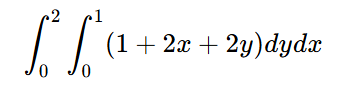 ∫₀² ∫₀¹ (1 + 2x + 2y)dydx